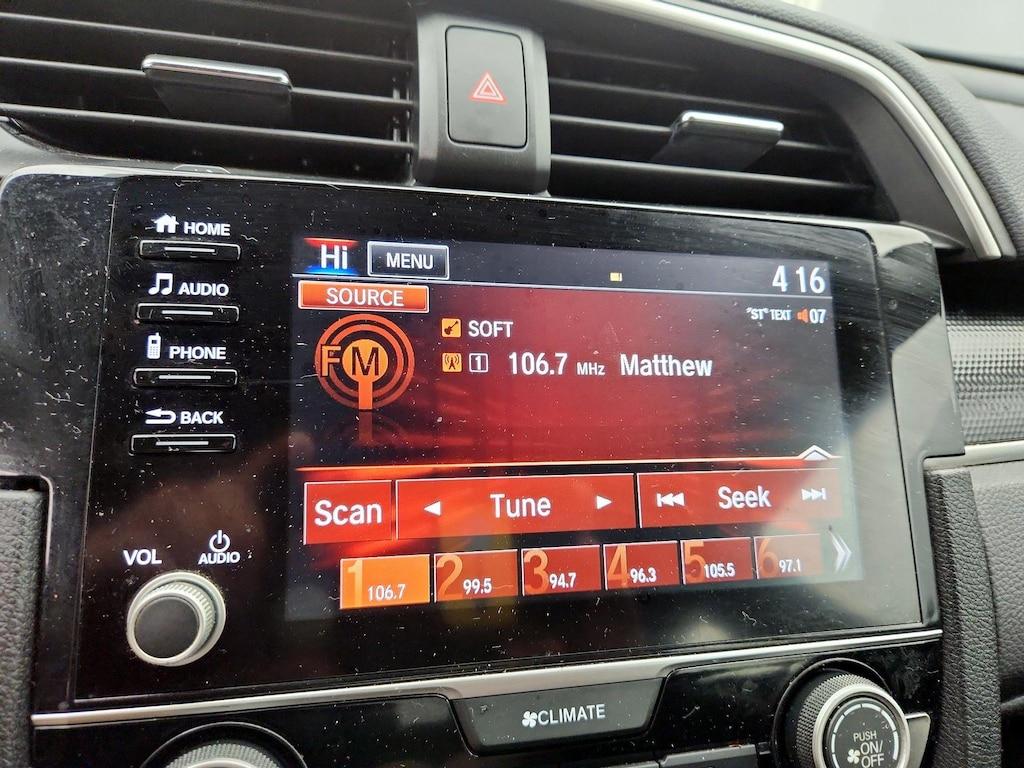 HOME
Hi MENU 4 16
AUDIO
SOURCE
"ST" TEXT 07
FM
SOFT
PHONE
1 106.7 MHz Matthew
BACK
Scan Tune Seek
VOL AUDIO
1 106.7 2 99.5 3 94.7 4 96.3 5 105.5 6 97.1
CLIMATE
PUSH
ON/
OFF